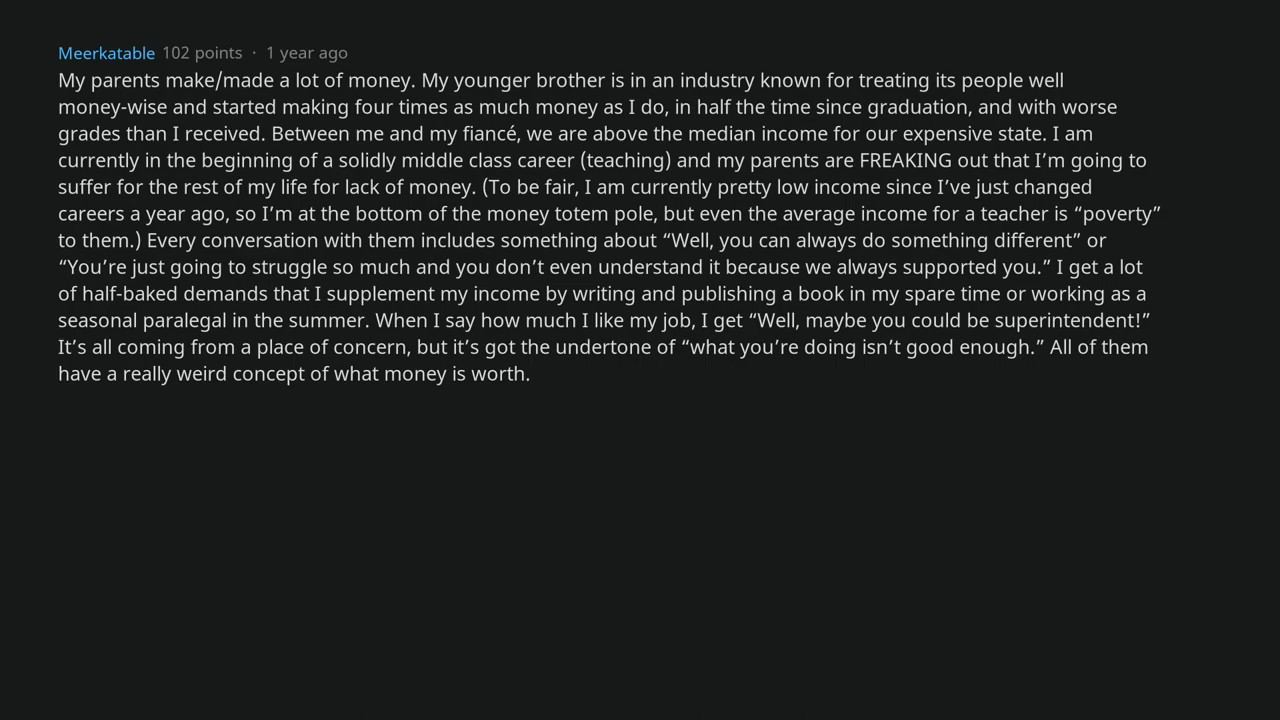 Meerkatable 102 points · 1 year ago
My parents make/made a lot of money. My younger brother is in an industry known for treating its people well
money-wise and started making four times as much money as I do, in half the time since graduation, and with worse
grades than I received. Between me and my fiancé, we are above the median income for our expensive state. I am
currently in the beginning of a solidly middle class career (teaching) and my parents are FREAKING out that I’m going to
suffer for the rest of my life for lack of money. (To be fair, I am currently pretty low income since I’ve just changed
careers a year ago, so I’m at the bottom of the money totem pole, but even the average income for a teacher is “poverty”
to them.) Every conversation with them includes something about “Well, you can always do something different” or
“You’re just going to struggle so much and you don’t even understand it because we always supported you.” I get a lot
of half-baked demands that I supplement my income by writing and publishing a book in my spare time or working as a
seasonal paralegal in the summer. When I say how much I like my job, I get “Well, maybe you could be superintendent!”
It’s all coming from a place of concern, but it’s got the undertone of “what you’re doing isn’t good enough.” All of them
have a really weird concept of what money is worth.